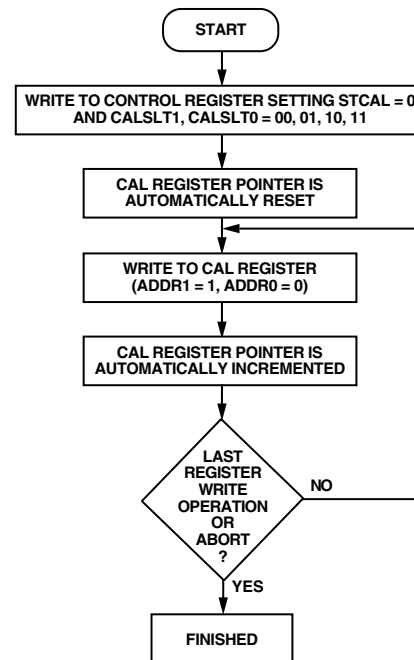 START
WRITE TO CONTROL REGISTER SETTING STCAL = 0
AND CALSLT1, CALSLT0 = 00, 01, 10, 11
CAL REGISTER POINTER IS
AUTOMATICALLY RESET
WRITE TO CAL REGISTER
(ADDR1 = 1, ADDR0 = 0)
CAL REGISTER POINTER IS
AUTOMATICALLY INCREMENTED
LAST
REGISTER
WRITE
OPERATION
OR
ABORT
?
NO
YES
FINISHED